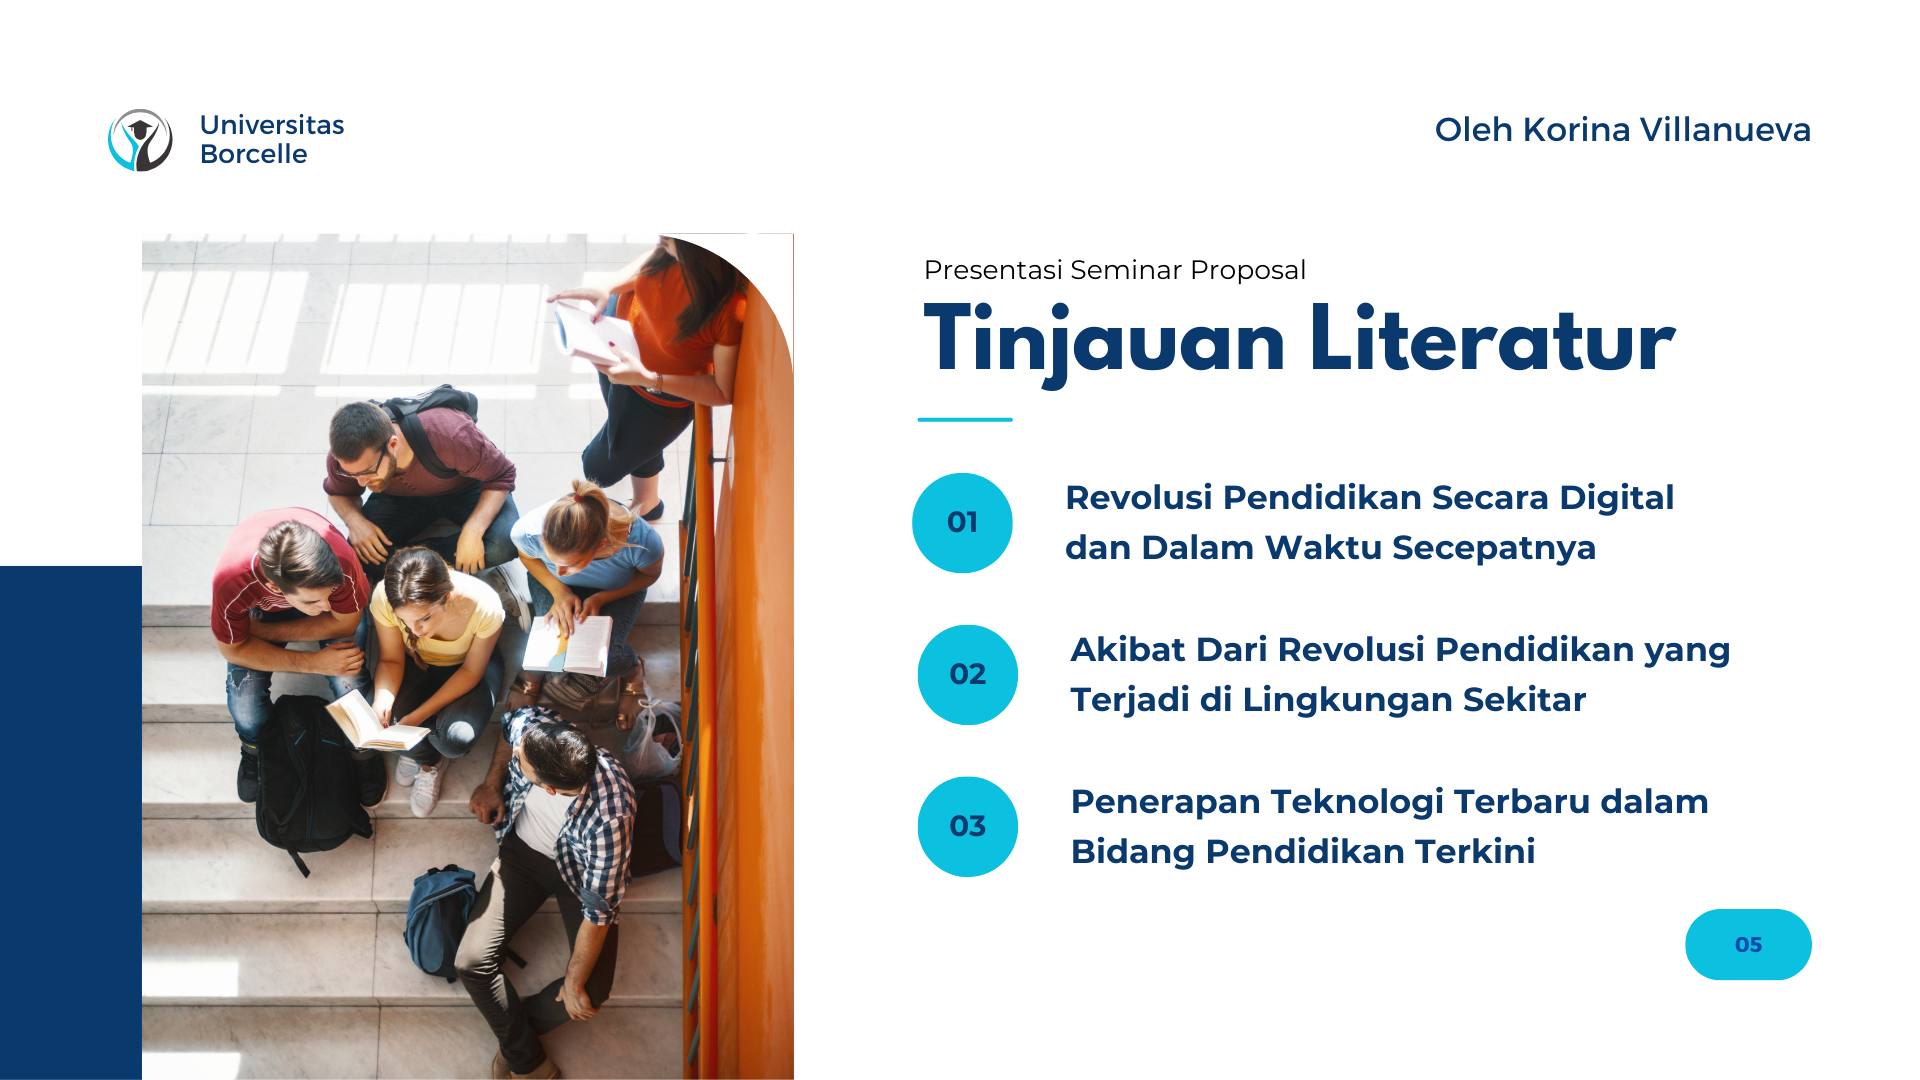 Universitas
Borcelle
Oleh Korina Villanueva
Presentasi Seminar Proposal
Tinjauan Literatur
01
Revolusi Pendidikan Secara Digital
dan Dalam Waktu Secepatnya
02
Akibat Dari Revolusi Pendidikan yang
Terjadi di Lingkungan Sekitar
03
Penerapan Teknologi Terbaru dalam
Bidang Pendidikan Terkini
05